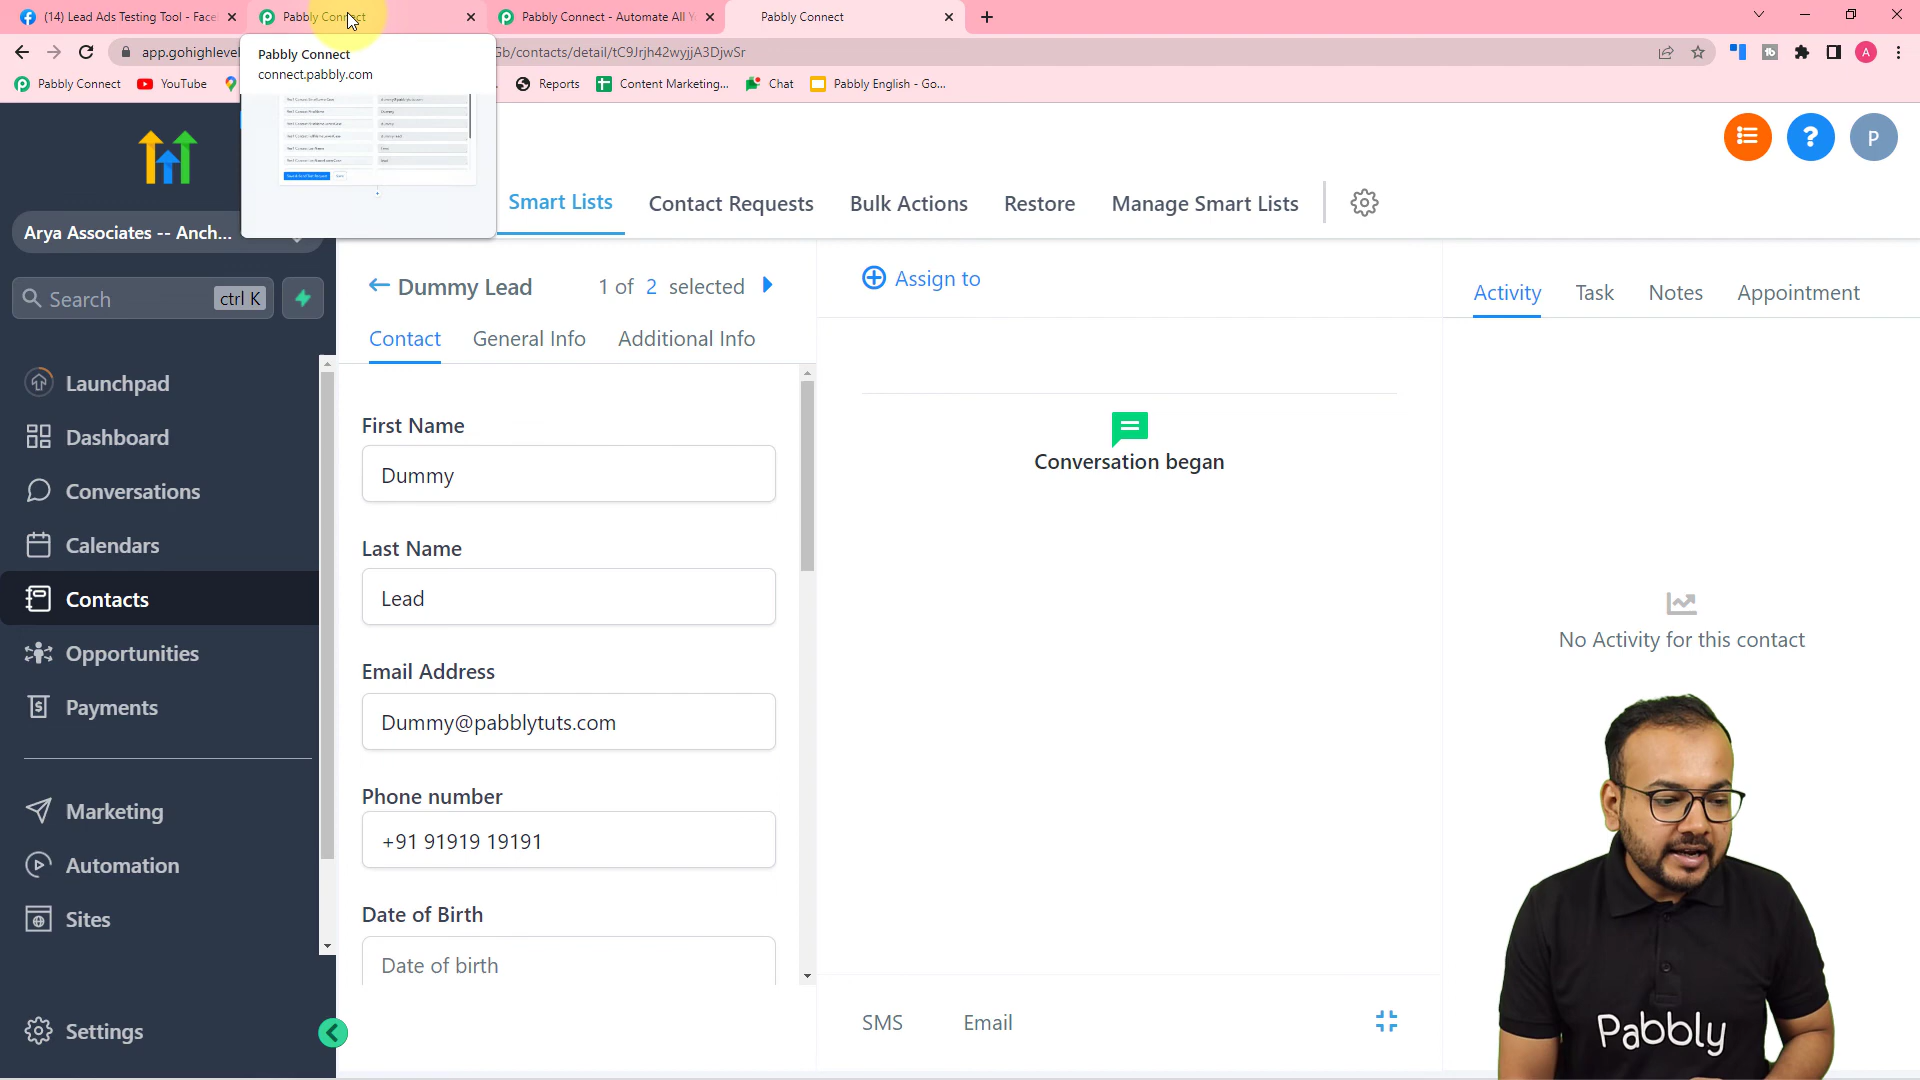 (14) Lead Ads Testing Tool - Face
Pabbly Connect
Pabbly Connect - Automate All Y
Pabbly Connect
app.gohighlevel
Gb/contacts/detail/tC9Jrjh42wyjjA3DjwSr
Pabbly Connect
connect.pabbly.com
A
Pabbly Connect
YouTube
Reports
Content Marketing...
Chat
Pabbly English - Go...
?
P
Smart Lists
Contact Requests
Bulk Actions
Restore
Manage Smart Lists
Arya Associates -- Anch...
Search
ctrl K
Launchpad
Dashboard
Conversations
Calendars
Contacts
Opportunities
Payments
Marketing
Automation
Sites
Settings
Dummy Lead
1 of 2 selected
Contact
General Info
Additional Info
First Name
Dummy
Last Name
Lead
Email Address
Dummy@pabblytuts.com
Phone number
+91 91919 19191
Date of Birth
Date of birth
Assign to
Conversation began
SMS
Email
Activity
Task
Notes
Appointment
No Activity for this contact
Pabbly